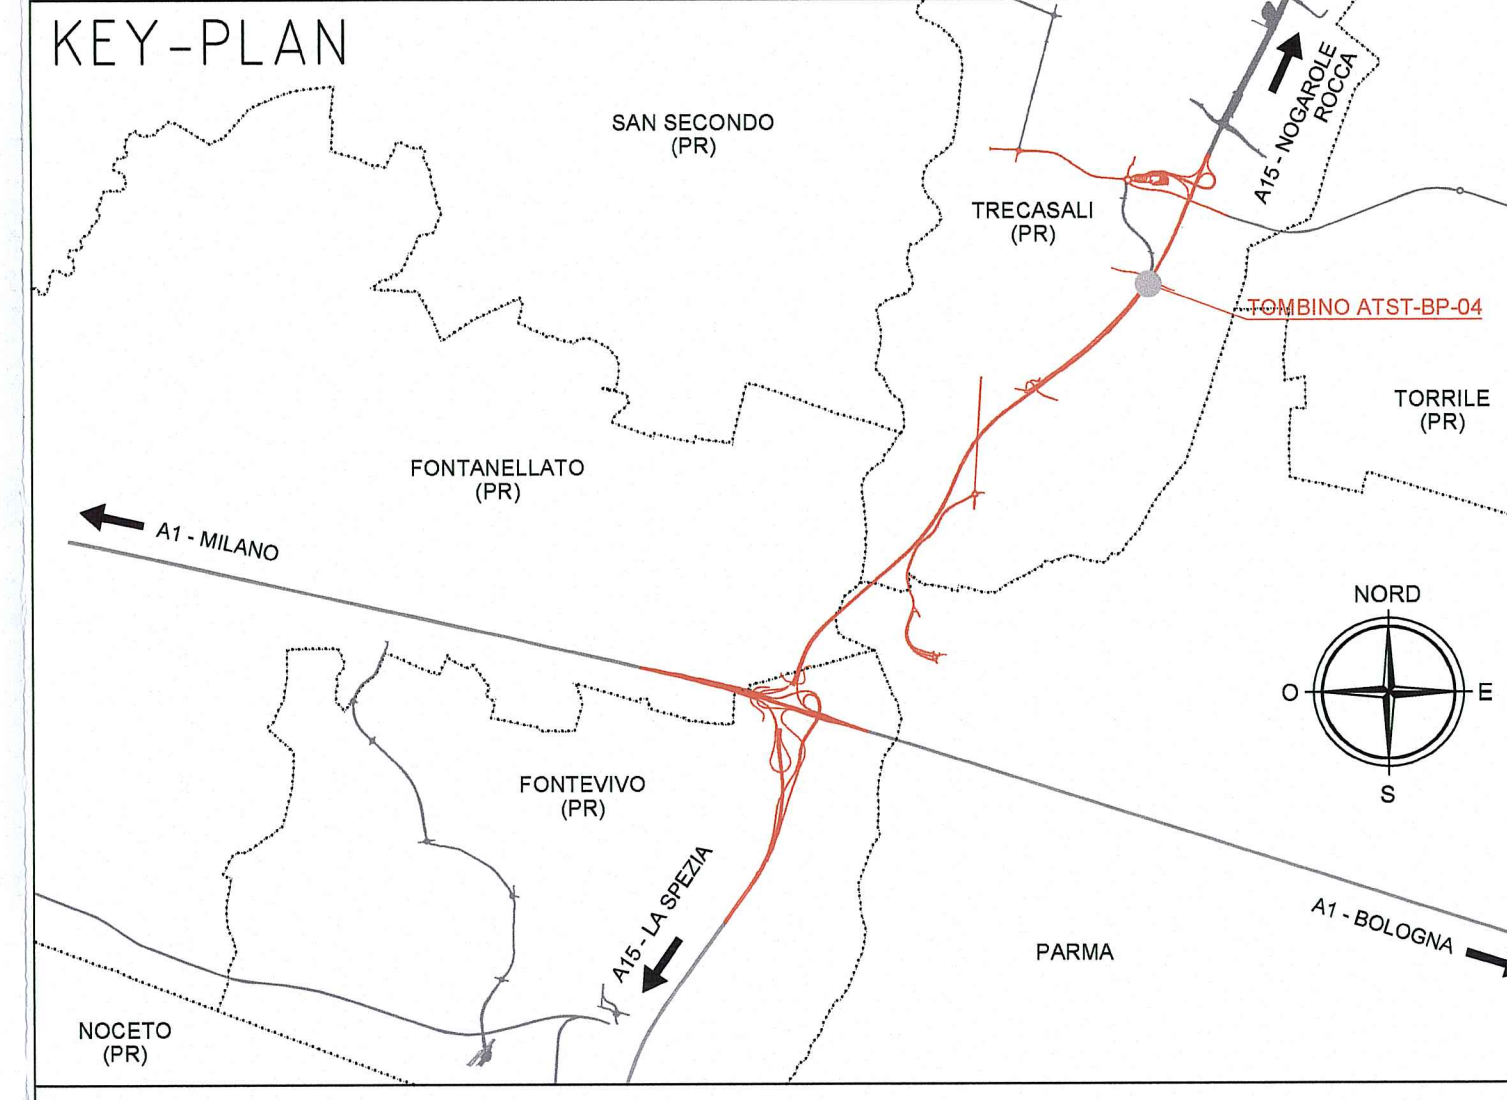 KEY-PLAN
SAN SECONDO
(PR)
A15 - NOGAROLE
ROCCA
TRECASALI
(PR)
TOMBINO ATST-BP-04
TORRILE
(PR)
FONTANELLATO
(PR)
A1 - MILANO
NORD
O
E
S
FONTEVIVO
(PR)
A15 - LA SPEZIA
A1 - BOLOGNA
PARMA
NOCETO
(PR)